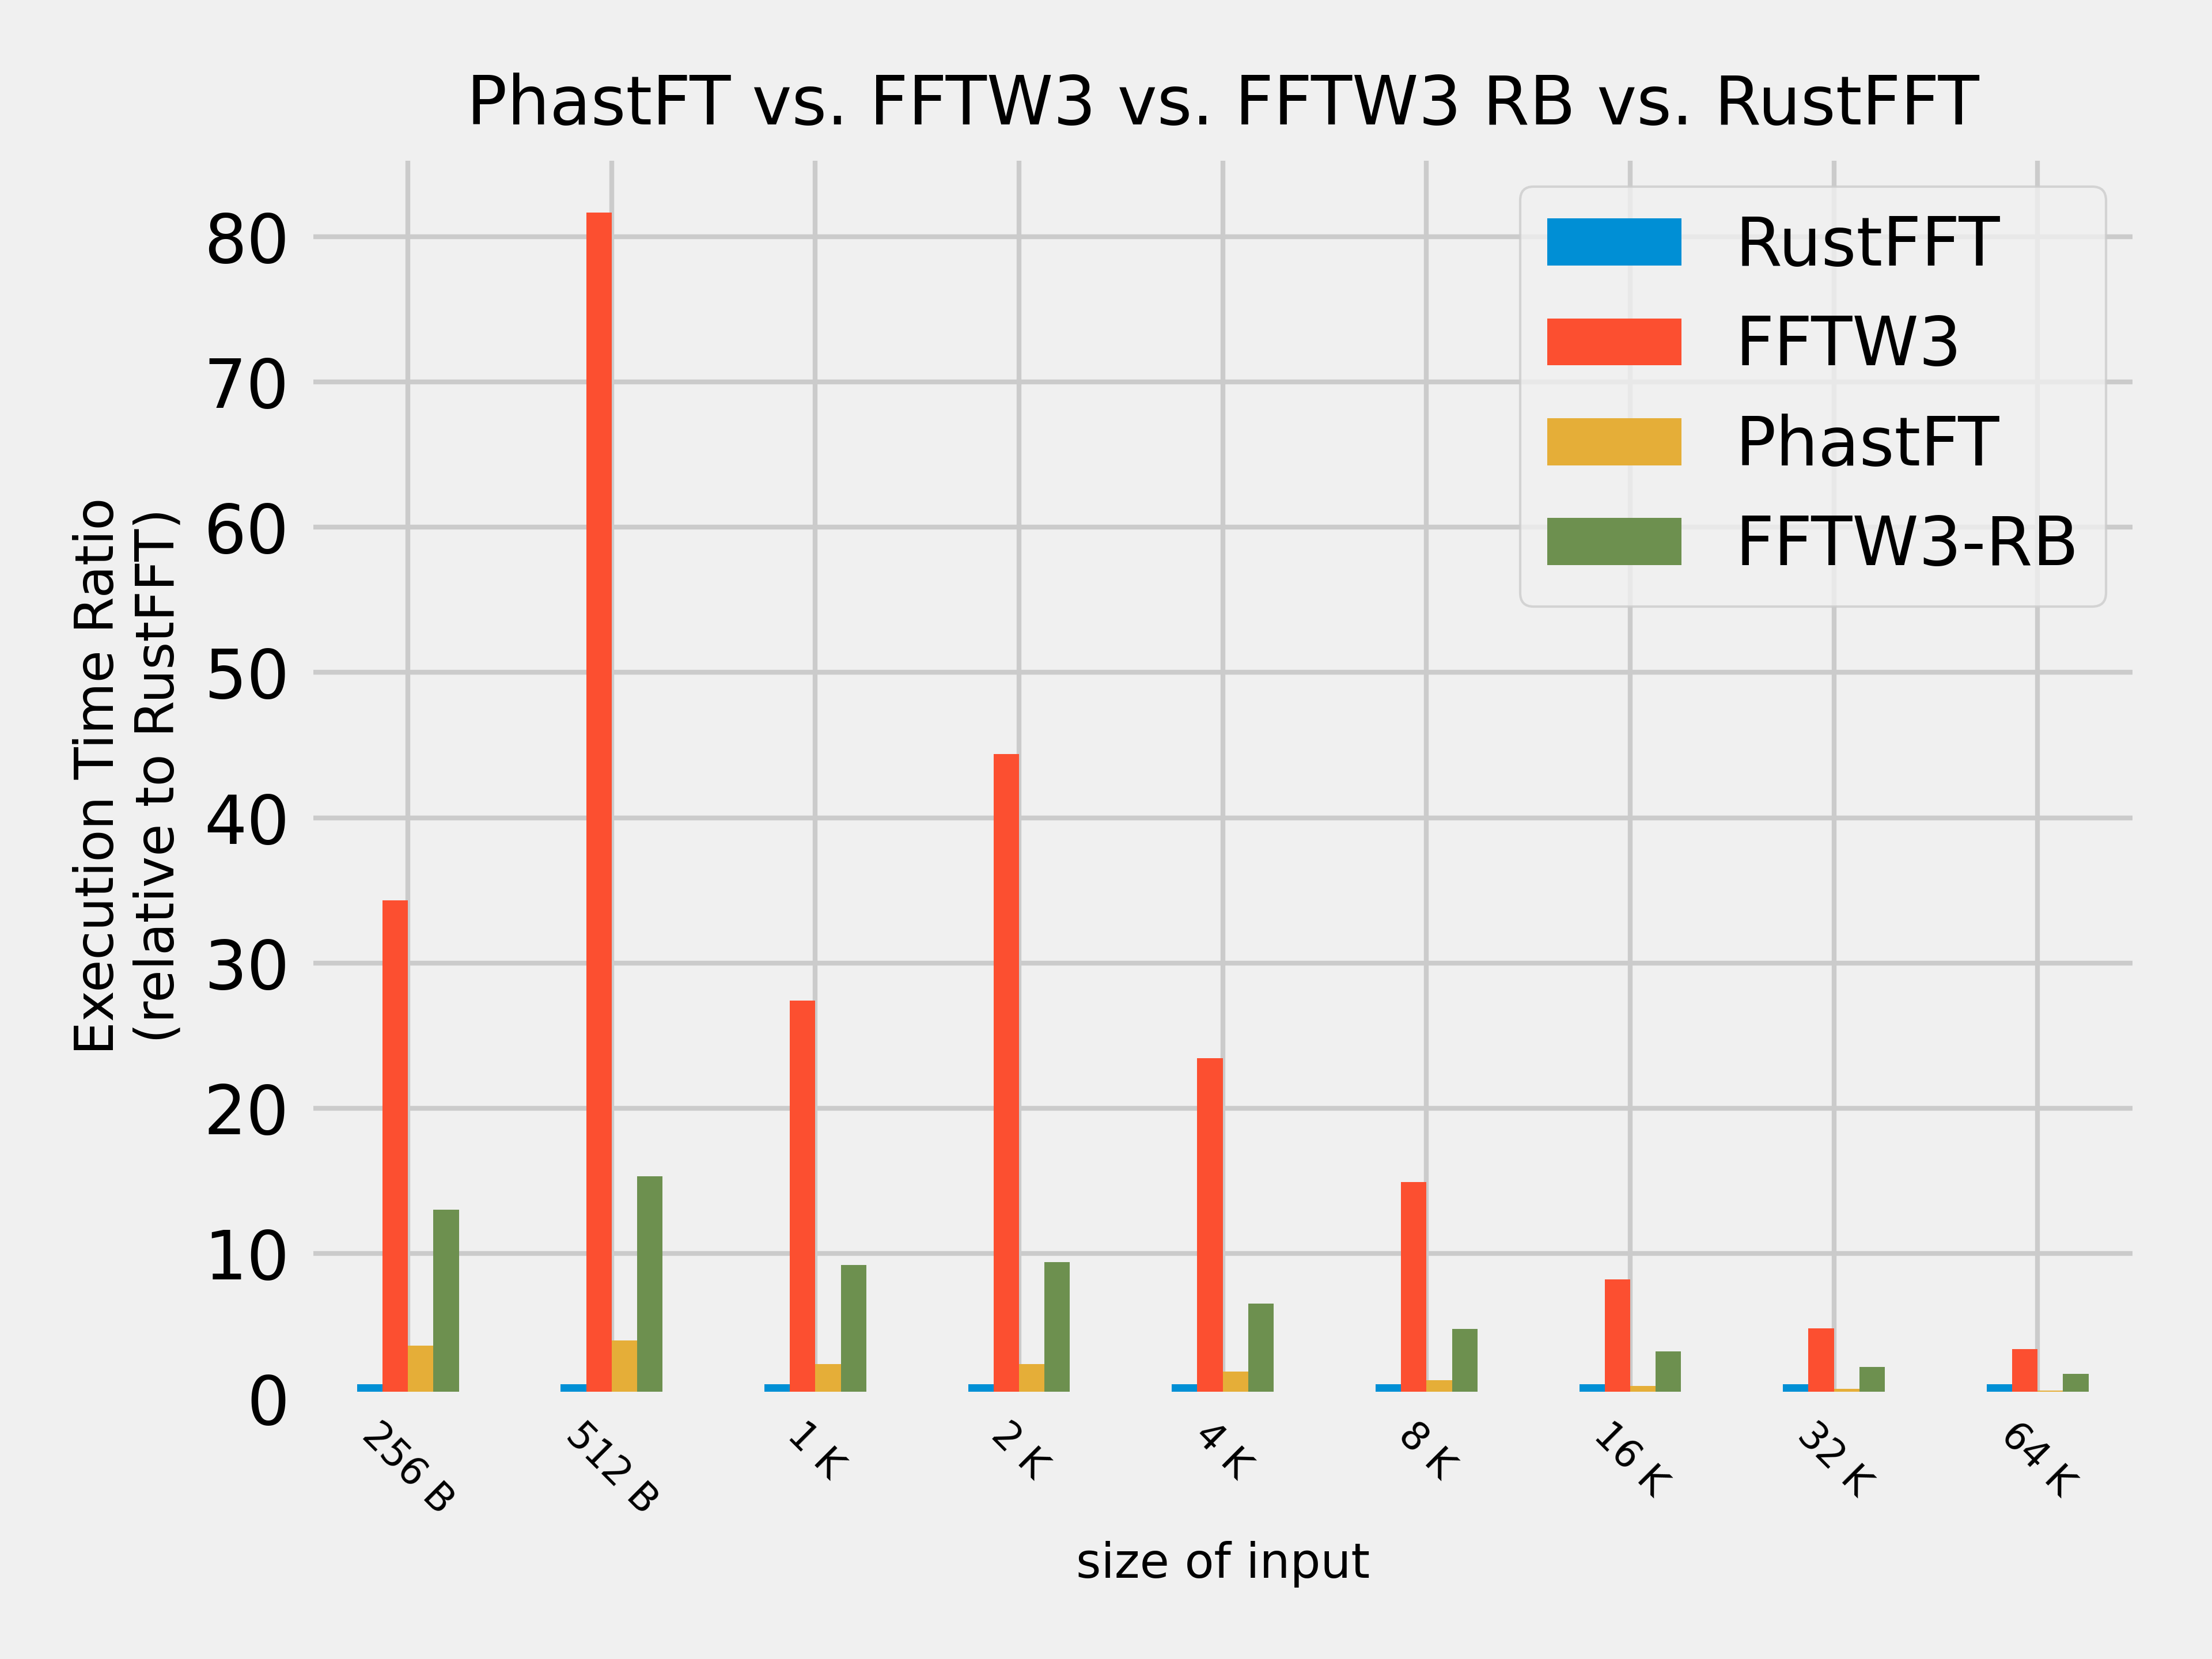 PhastFT vs. FFTW3 vs. FFTW3 RB vs. RustFFT
RustFFT
FFTW3
PhastFT
FFTW3-RB
Execution Time Ratio
(relative to RustFFT)
80
70
60
50
40
30
20
10
0
256 B
512 B
1 K
2 K
4 K
8 K
16 K
32 K
64 K
size of input